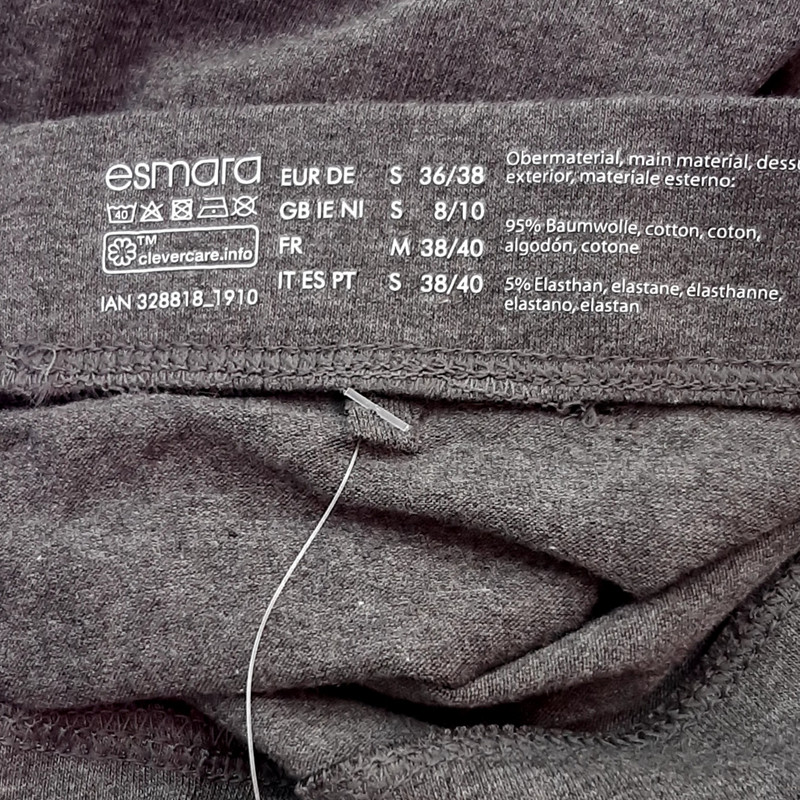 esmara
40
TM
clevercare.info
IAN 328818_1910
EUR DE S 36/38
GB IE NI S 8/10
FR M 38/40
IT ES PT S 38/40
Obermaterial, main material,
exterior, materiale esterno:
95% Baumwolle, cotton, coton,
algodón, cotone
5% Elasthan, elastane, élasthanne,
elastano, elastan